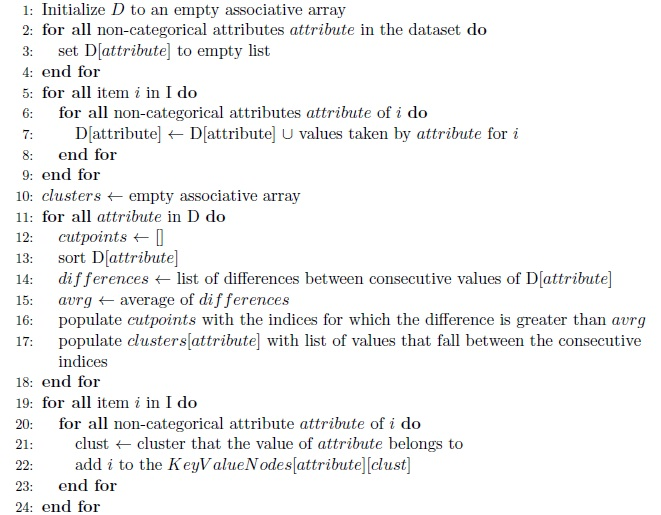 1: Initialize D to an empty associative array
2: for all non-categorical attributes attribute in the dataset do
3: set D[attribute] to empty list
4: end for
5: for all item i in I do
6: for all non-categorical attributes attribute of i do
7: D[attribute] ← D[attribute] ∪ values taken by attribute for i
8: end for
9: end for
10: clusters ← empty associative array
11: for all attribute in D do
12: cutpoints ← []
13: sort D[attribute]
14: differences ← list of differences between consecutive values of D[attribute]
15: avrg ← average of differences
16: populate cutpoints with the indices for which the difference is greater than avrg
17: populate clusters[attribute] with list of values that fall between the consecutive
indices
18: end for
19: for all item i in I do
20: for all non-categorical attribute attribute of i do
21: clust ← cluster that the value of attribute belongs to
22: add i to the KeyValueNodes[attribute][clust]
23: end for
24: end for